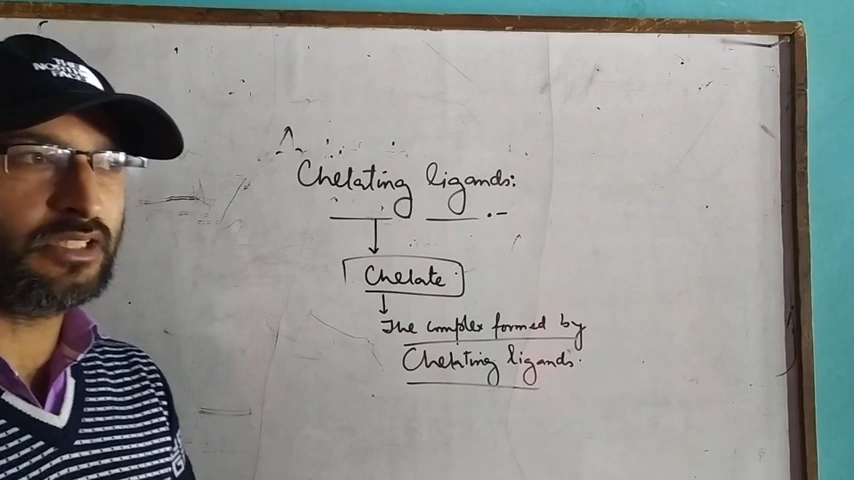 THE
NORTH
FACE
Chelating ligands:
Chelate
The complex formed by
Chelating ligands.